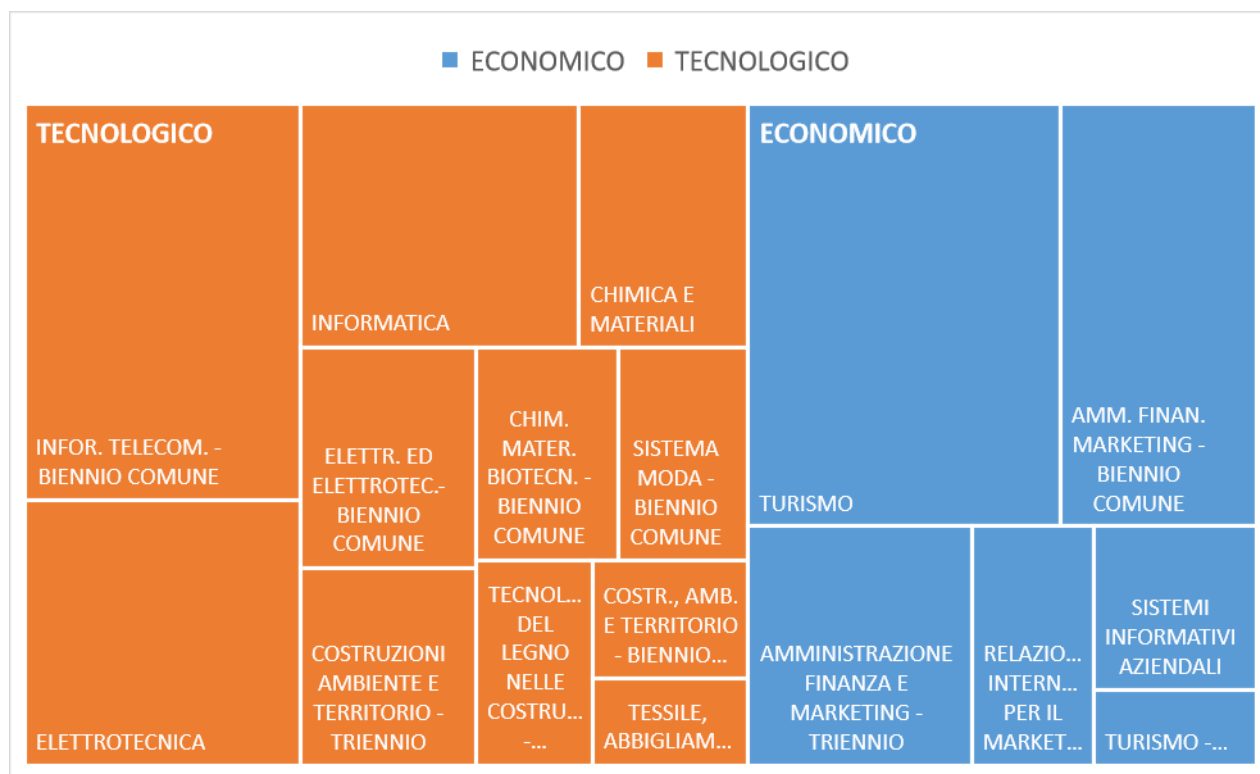 ECONOMICO TECNOLOGICO
TECNOLOGICO
INFOR. TELECOM. -
BIENNIO COMUNE
ELETTROTECNICA
INFORMATICA
CHIMICA E
MATERIALI
ELETTR. ED
ELETTROTEC.-
BIENNIO
COMUNE
CHIM.
MATER.
BIOTECN. -
BIENNIO
COMUNE
SISTEMA
MODA -
BIENNIO
COMUNE
COSTRUZIONI
AMBIENTE E
TERRITORIO -
TRIENNIO
TECNOL...
DEL
LEGNO
NELLE
COSTRU...
-...
COSTR., AMB.
E TERRITORIO
- BIENNIO...
TESSILE,
ABBIGLIAM...
ECONOMICO
TURISMO
AMM. FINAN.
MARKETING -
BIENNIO
COMUNE
AMMINISTRAZIONE
FINANZA E
MARKETING -
TRIENNIO
RELAZIO...
INTERN...
PER IL
MARKET...
SISTEMI
INFORMATIVI
AZIENDALI
TURISMO -...